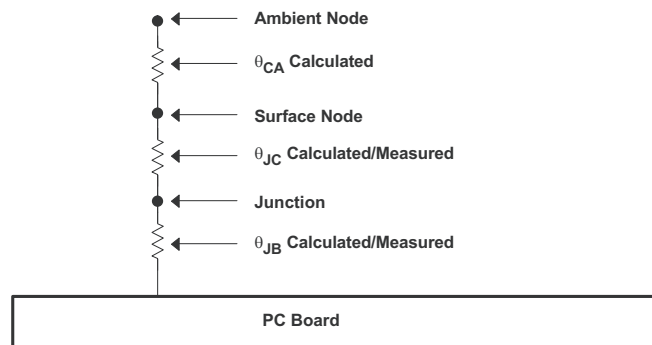 Ambient Node
θCA Calculated
Surface Node
θJC Calculated/Measured
Junction
θJB Calculated/Measured
PC Board